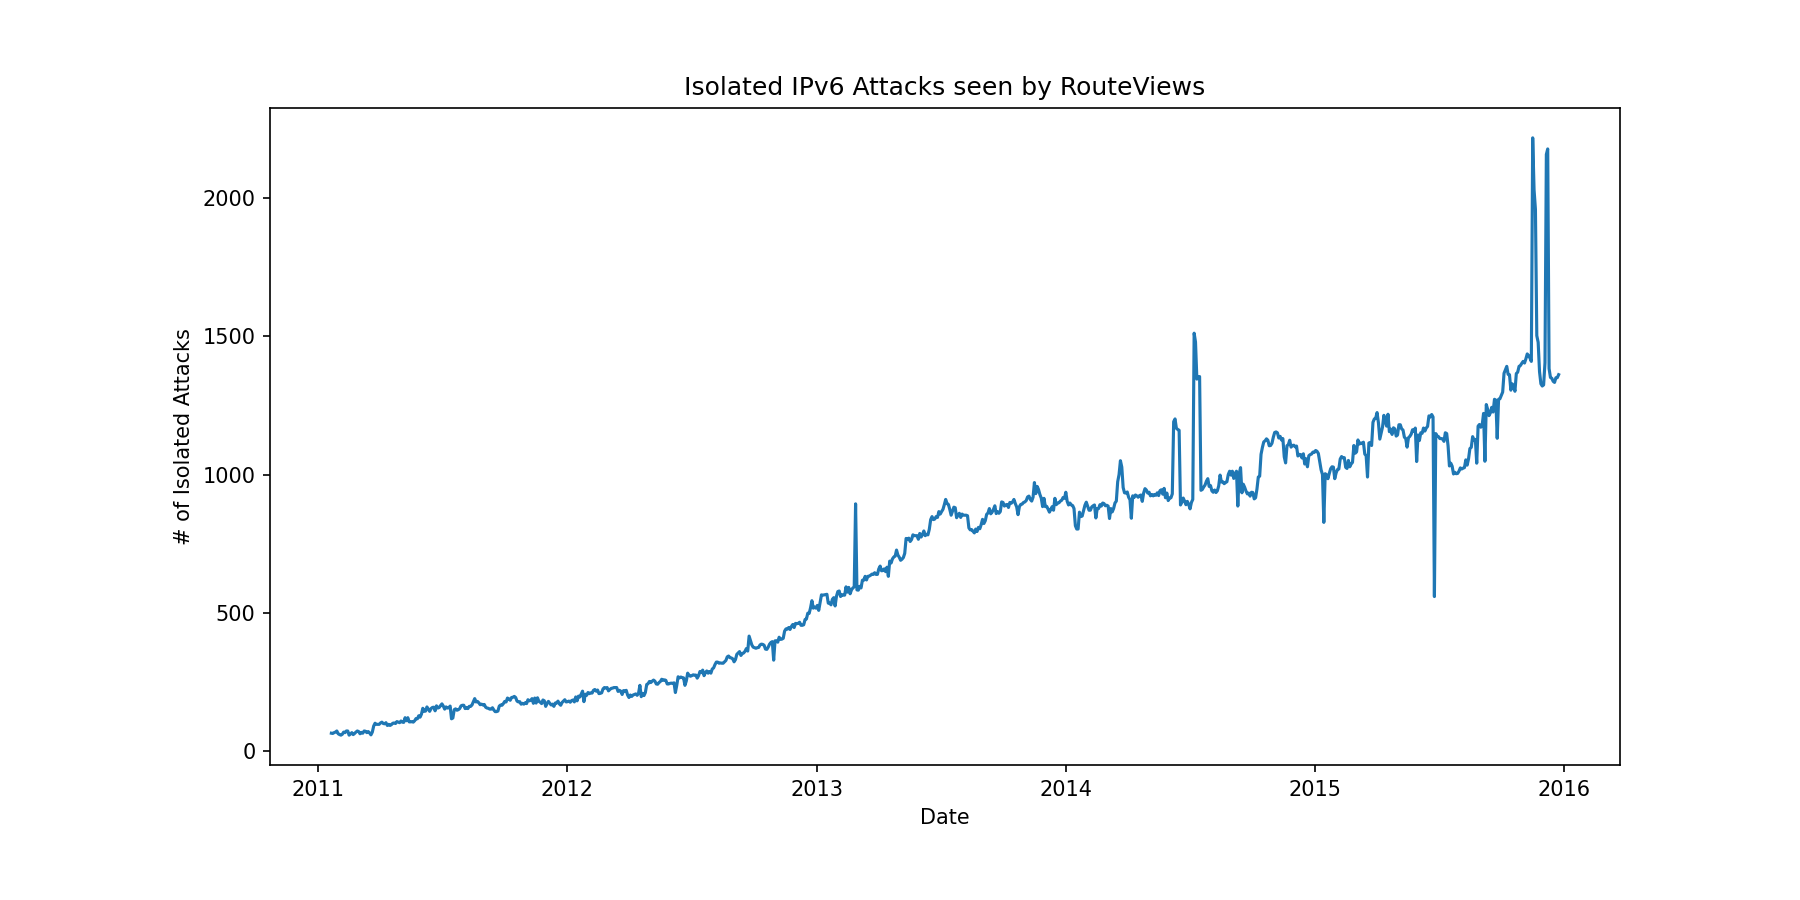 Isolated IPv6 Attacks seen by RouteViews
# of Isolated Attacks
2000
1500
1000
500
0
2011 2012 2013 2014 2015 2016
Date